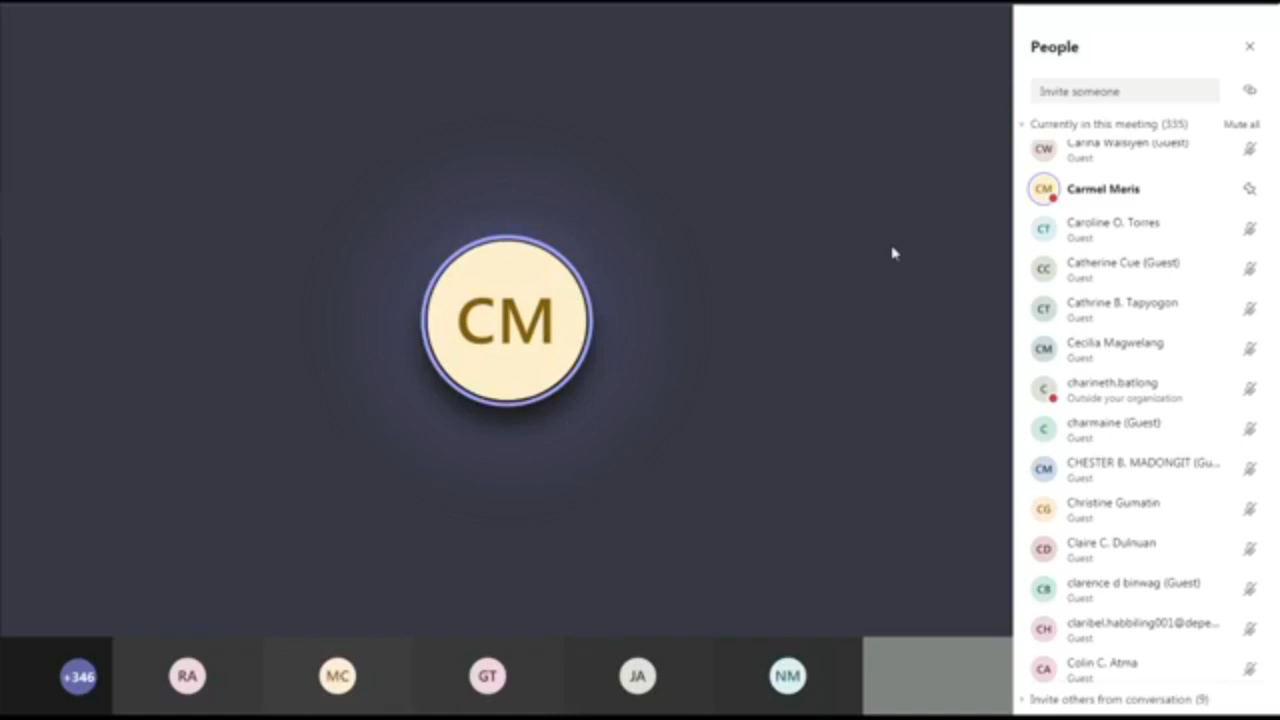 People
Invite someone
Currently in this meeting (335)
Mute all
CW
Carina Walsiyen (Guest)
Guest
CM
Carmel Meris
CT
Caroline O. Torres
Guest
CC
Catherine Cue (Guest)
Guest
CT
Cathrine B. Tapyogon
Guest
CM
Cecilia Magwelang
Guest
C
charineth.batlong
Outside your organization
C
charmaine (Guest)
Guest
CM
CHESTER B. MADONGIT (Gu...
Guest
CG
Christine Gumatin
Guest
CD
Claire C. Dulnuan
Guest
CB
clarence d binwag (Guest)
Guest
CH
claribel.habbiling001@depe...
Guest
CA
Colin C. Atma
Guest
Invite others from conversation (9)
CM
+346
RA
MC
GT
JA
NM